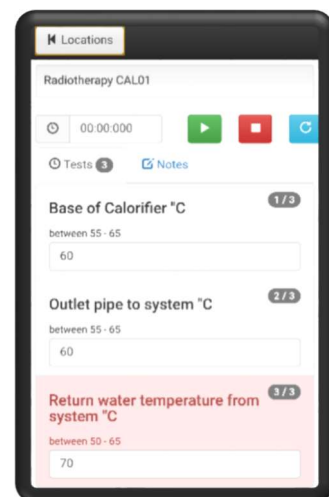 Locations
Radiotherapy CAL01
00:00:000
Tests 3 Notes
Base of Calorifier °C 1/3
between 55 - 65
60
Outlet pipe to system °C 2/3
between 55 - 65
60
Return water temperature from 3/3
system °C
between 50 - 65
70